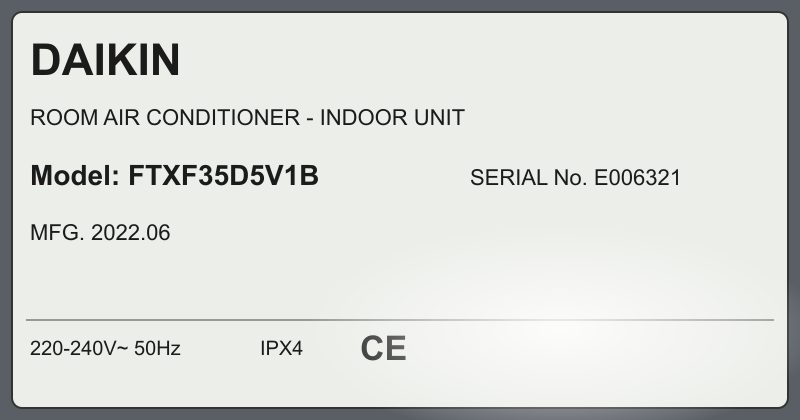 DAIKIN
ROOM AIR CONDITIONER - INDOOR UNIT
Model: FTXF35D5V1B SERIAL No. E006321
MFG. 2022.06
220-240V~ 50Hz IPX4 CE